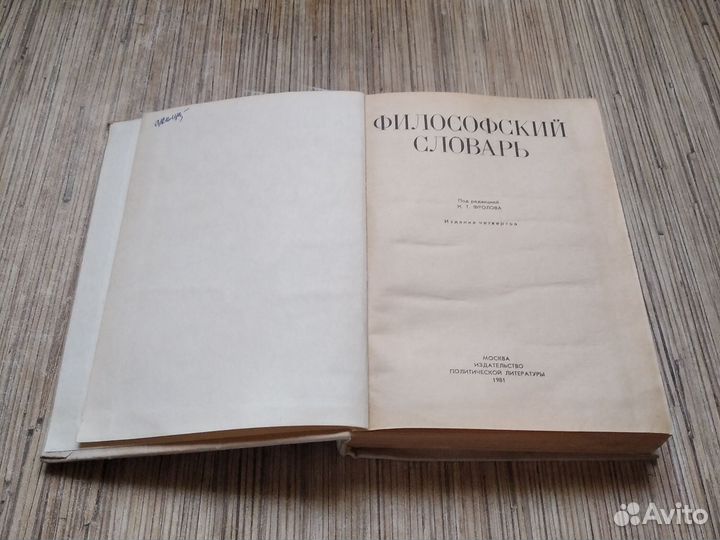 ФИЛОСОФСКИЙ
СЛОВАРЬ
Под редакцией
И. Т. ФРОЛОВА
Издание четвертое
МОСКВА
ИЗДАТЕЛЬСТВО
ПОЛИТИЧЕСКОЙ ЛИТЕРАТУРЫ
1981
Avito